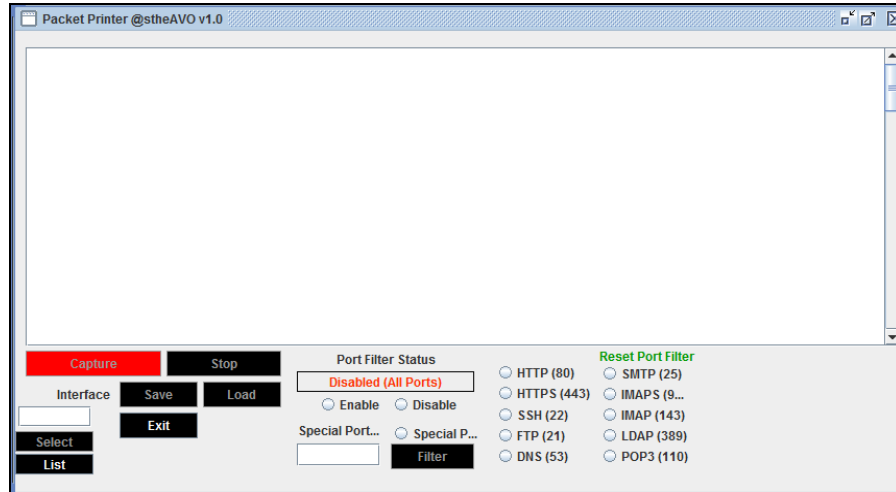 Packet Printer @stheAVO v1.0
Capture
Stop
Interface
Save
Load
Exit
Select
List
Port Filter Status
Disabled (All Ports)
Enable
Disable
Special Port...
Special P...
Filter
Reset Port Filter
HTTP (80)
SMTP (25)
HTTPS (443)
IMAPS (9...
SSH (22)
IMAP (143)
FTP (21)
LDAP (389)
DNS (53)
POP3 (110)